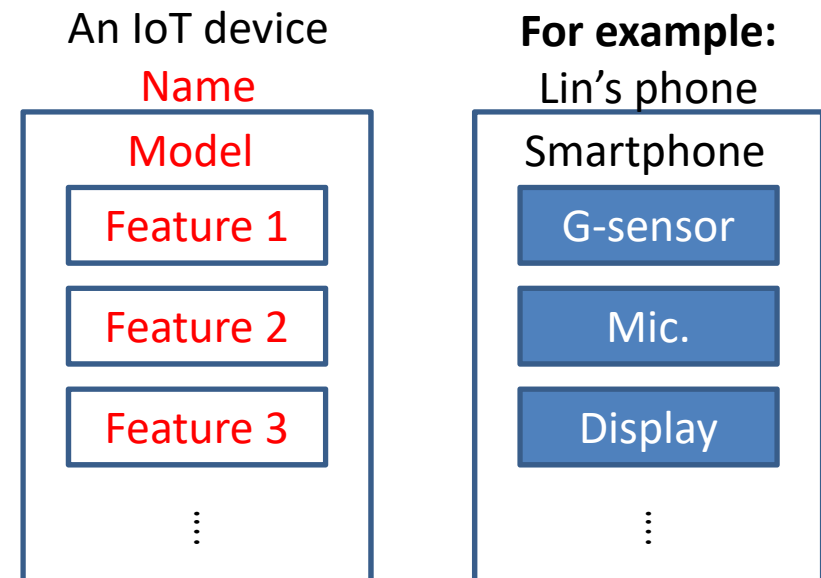 An IoT device
Name
Model
Feature 1
Feature 2
Feature 3
....
For example:
Lin’s phone
Smartphone
G-sensor
Mic.
Display
....